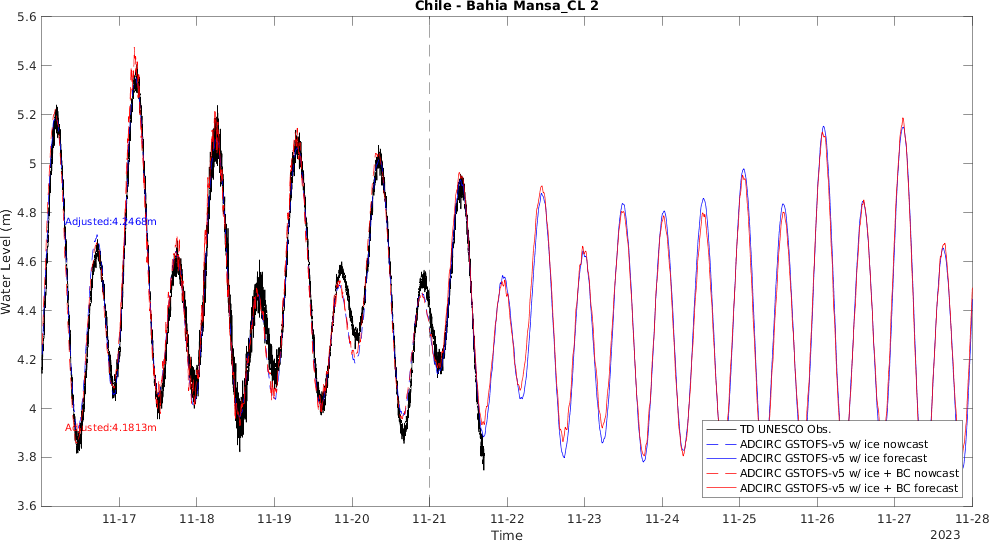 Chile - Bahia Mansa_CL 2
5.6
5.4
5.2
5
4.8
4.6
4.4
4.2
4
3.8
3.6
Water Level (m)
Adjusted:4.2468m
Adjusted:4.1813m
TD UNESCO Obs.
ADCIRC GSTOFS-v5 w/ ice nowcast
ADCIRC GSTOFS-v5 w/ ice forecast
ADCIRC GSTOFS-v5 w/ ice + BC nowcast
ADCIRC GSTOFS-v5 w/ ice + BC forecast
11-17 11-18 11-19 11-20 11-21 11-22 11-23 11-24 11-25 11-26 11-27 11-28
Time
2023